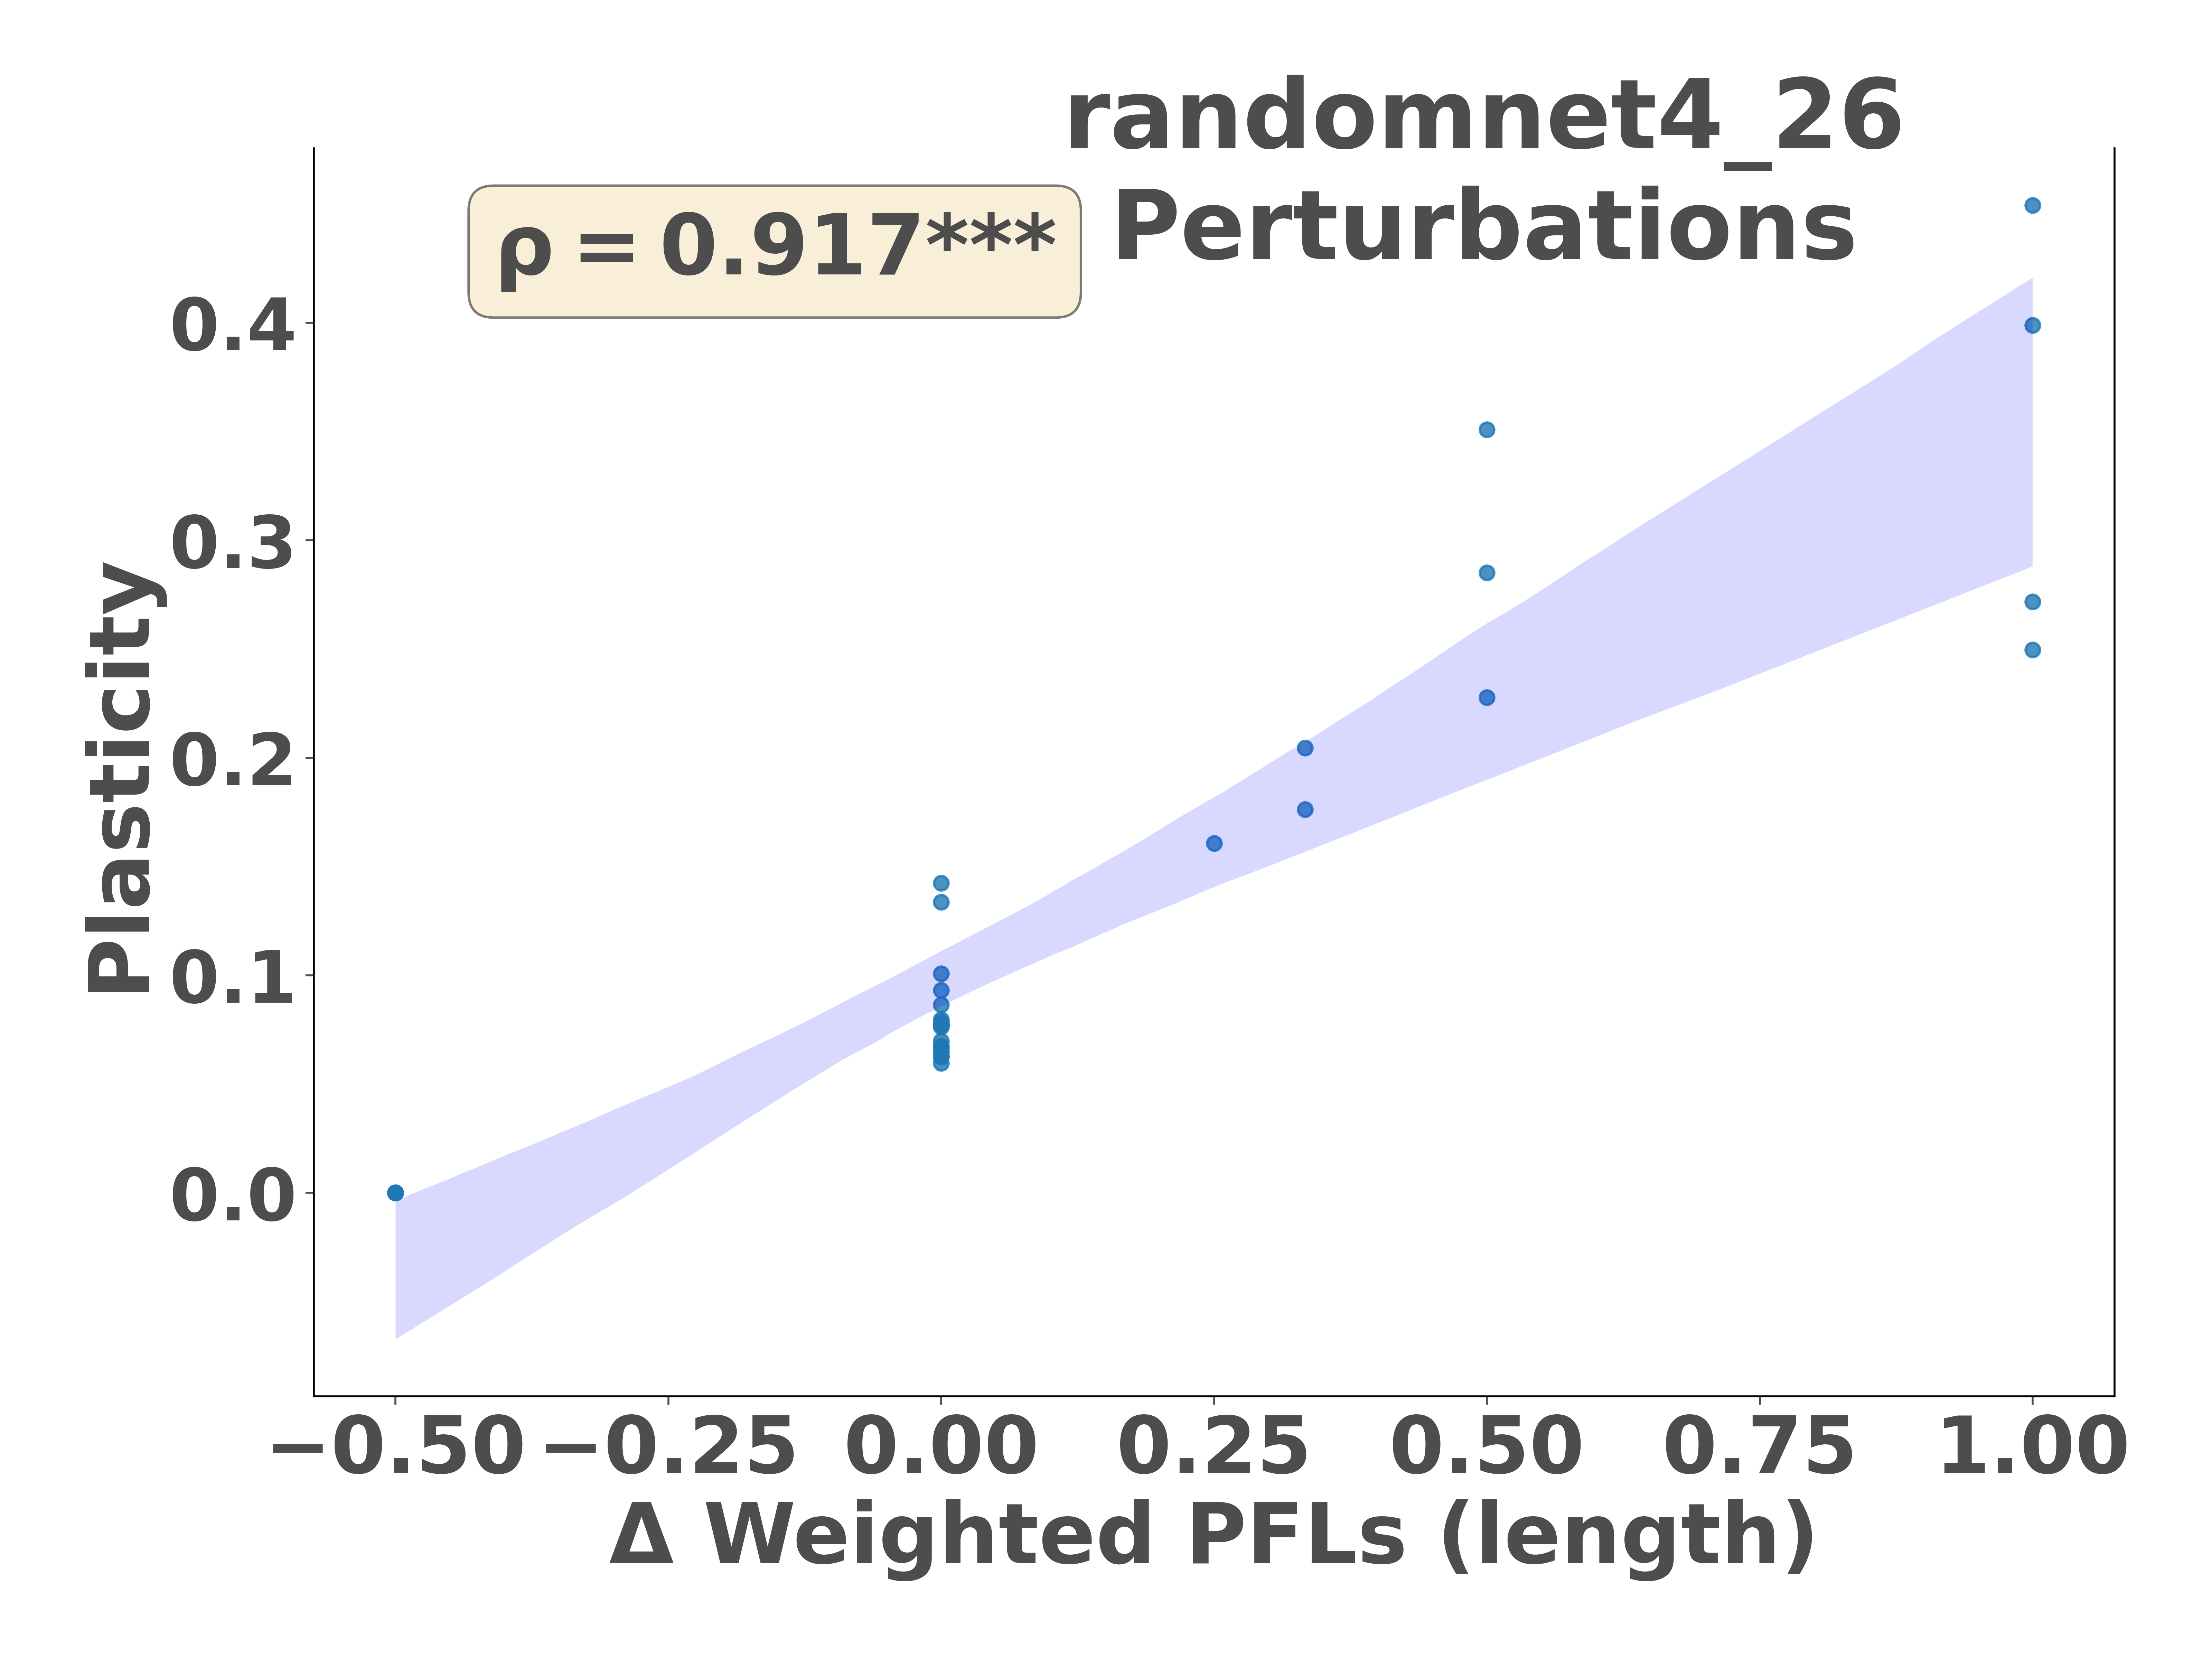 randomnet4_26
Perturbations
ρ = 0.917***
Plasticity
0.4
0.3
0.2
0.1
0.0
−0.50 −0.25 0.00 0.25 0.50 0.75 1.00
Δ Weighted PFLs (length)